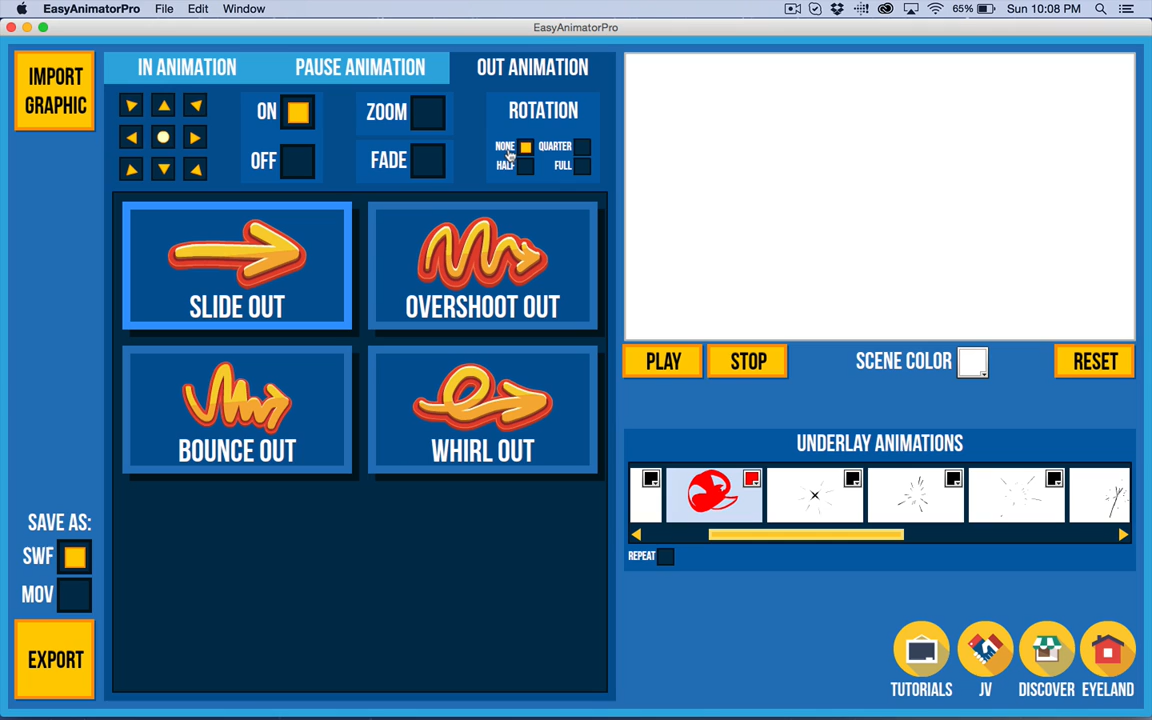 EasyAnimatorPro File Edit Window 65% Sun 10:08 PM
EasyAnimatorPro
IMPORT
GRAPHIC
IN ANIMATION PAUSE ANIMATION OUT ANIMATION
ON ZOOM ROTATION
OFF FADE NONE QUARTER
HALF FULL
SLIDE OUT OVERSHOOT OUT
BOUNCE OUT WHIRL OUT
PLAY STOP SCENE COLOR RESET
UNDERLAY ANIMATIONS
REPEAT
SAVE AS:
SWF
MOV
EXPORT
TUTORIALS JV DISCOVER EYELAND